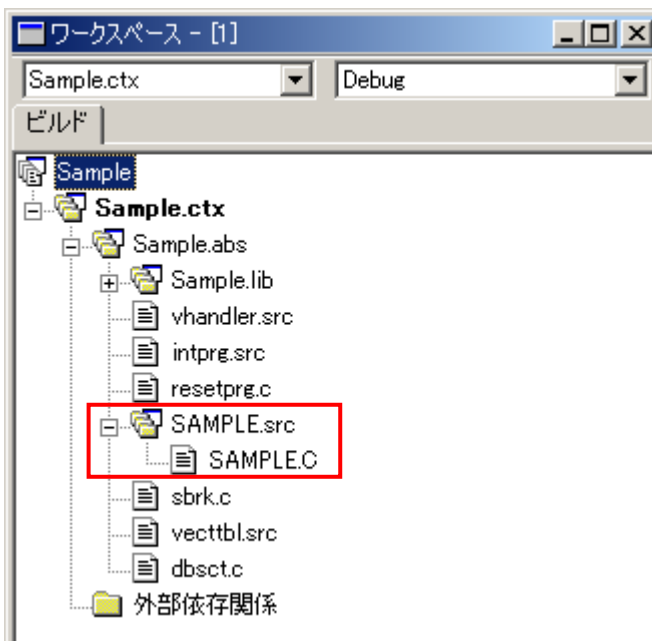 ワークスペース - [1]
Sample.ctx Debug
ビルド
Sample
Sample.ctx
Sample.abs
Sample.lib
vhandler.src
intprg.src
resetprg.c
SAMPLE.src
SAMPLE.C
sbrk.c
vecttbl.src
dbsct.c
外部依存関係